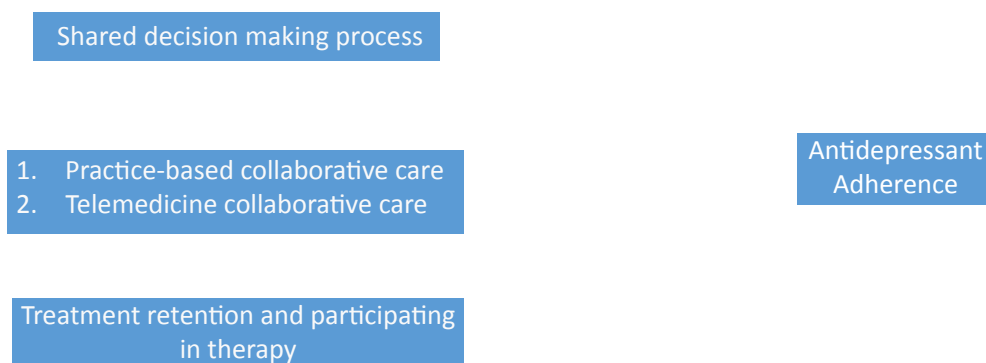 Shared decision making process
1. Practice-based collaborative care
2. Telemedicine collaborative care
Antidepressant
Adherence
Treatment retention and participating
in therapy